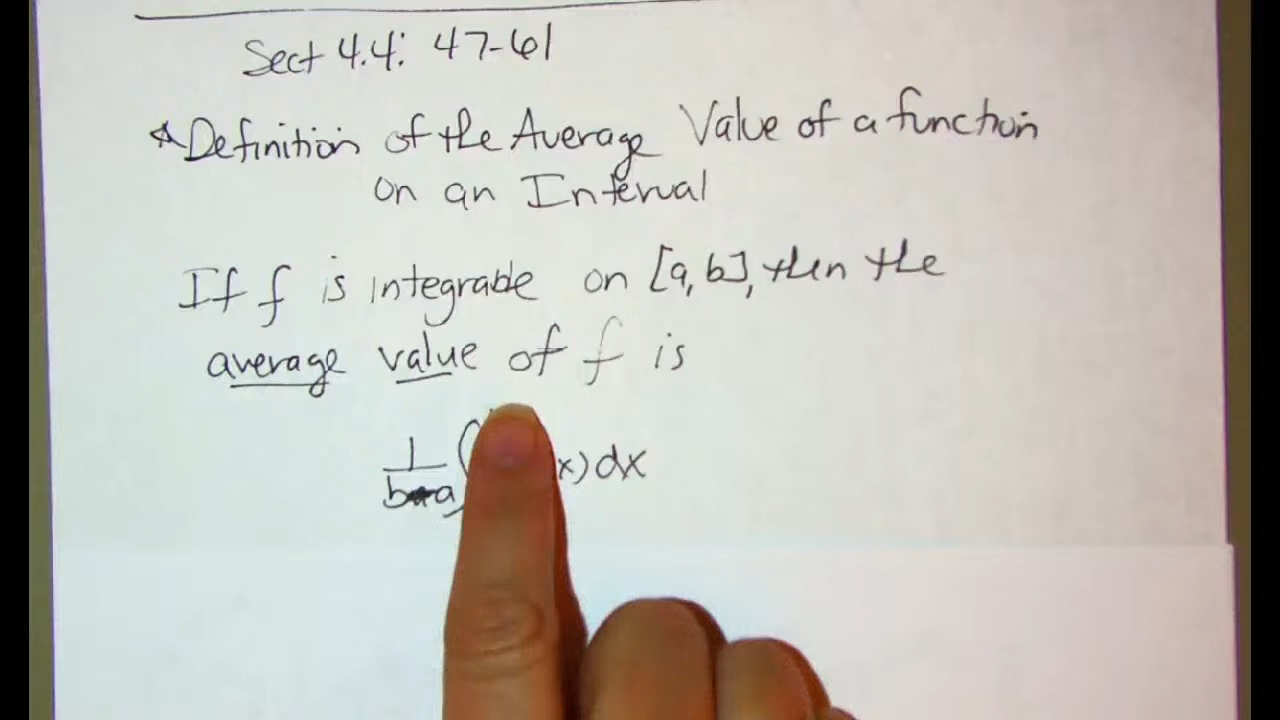 Sect 4.4: 47-61
*Definition of the Average Value of a function
on an Interval
If f is integrable on [a,b], then the
average value of f is
1/b-a ∫ x) dx